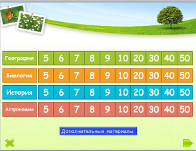 География 5 6 7 8 9 10 20 30 40 50
Биология 5 6 7 8 9 10 20 30 40 50
История 5 6 7 8 9 10 20 30 40 50
Астрономия 5 6 7 8 9 10 20 30 40 50
Дополнительные материалы